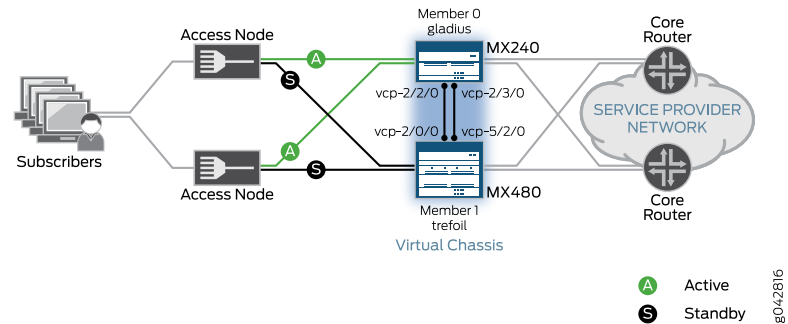 Member 0
gladius
Core
Router
Access Node
MX240
A
S
vcp-2/2/0
vcp-2/3/0
SERVICE PROVIDER
NETWORK
vcp-2/0/0
vcp-5/2/0
Subscribers
A
S
Access Node
MX480
Member 1
trefoil
Core
Router
Virtual Chassis
A Active
S Standby
g042816